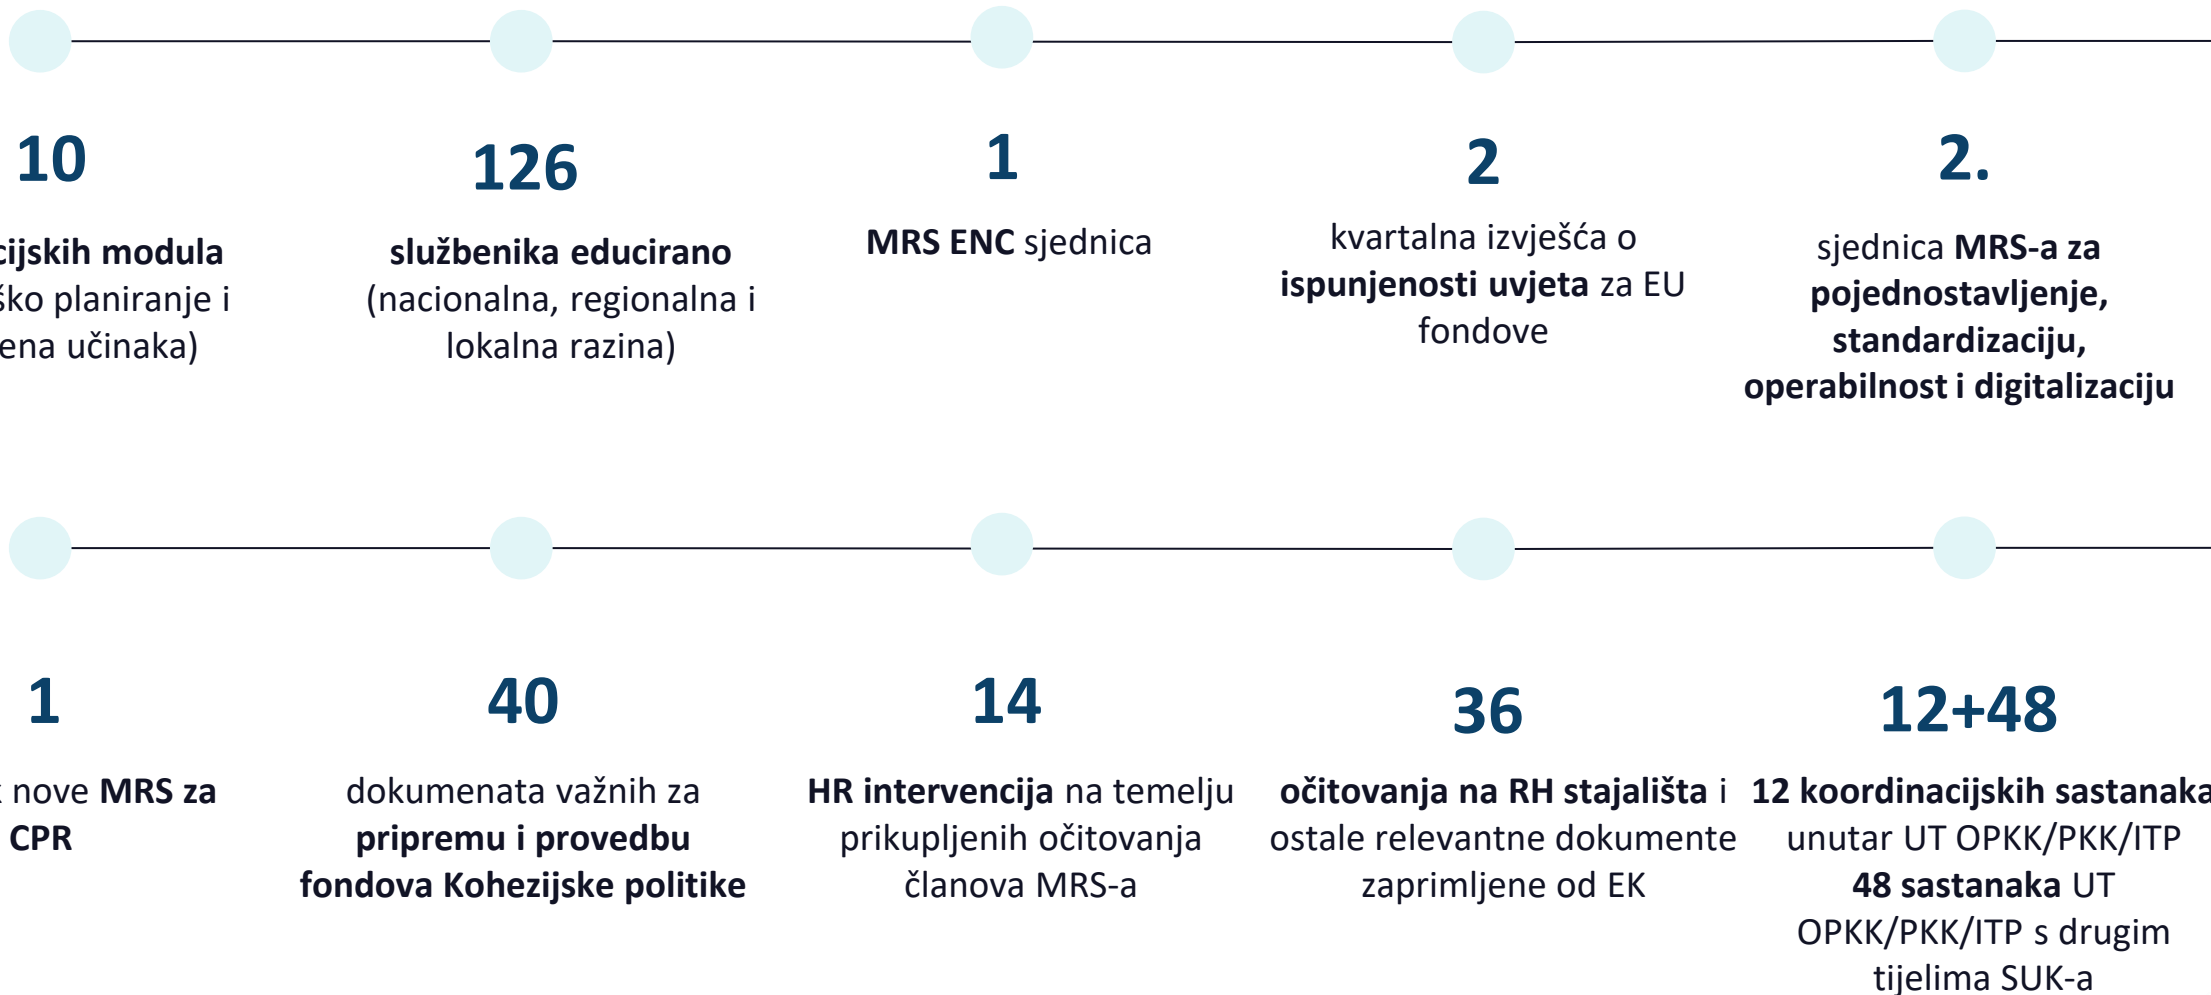 10
cijskih modula
ško planiranje i
ena učinaka)
126
službenika educirano
(nacionalna, regionalna i
lokalna razina)
1
MRS ENC sjednica
2
kvartalna izvješća o
ispunjenosti uvjeta za EU
fondove
2.
sjednica MRS-a za
pojednostavljenje,
standardizaciju,
operabilnost i digitalizaciju
1
nove MRS za
CPR
40
dokumenata važnih za
pripremu i provedbu
fondova Kohezijske politike
14
HR intervencija na temelju
prikupljenih očitovanja
članova MRS-a
36
očitovanja na RH stajališta i
ostale relevantne dokumente
zaprimljene od EK
12+48
12 koordinacijskih sastanaka
unutar UT OPKK/PKK/ITP
48 sastanaka UT
OPKK/PKK/ITP s drugim
tijelima SUK-a